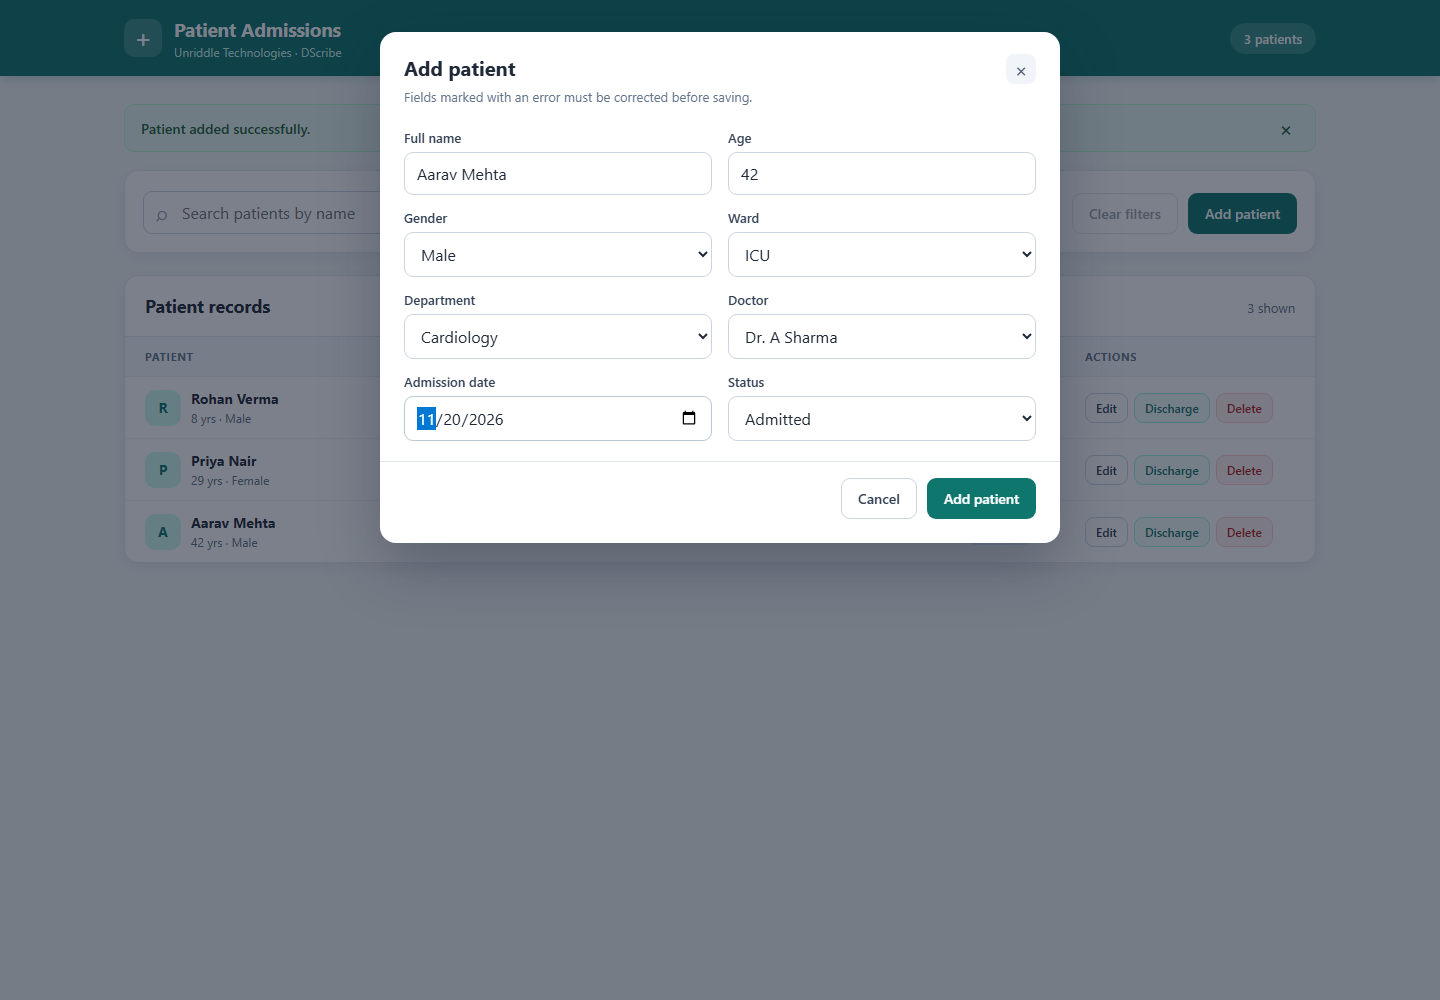 +
Patient Admissions
Unriddle Technologies · DScribe
3 patients
Patient added successfully.
×
Search patients by name
Clear filters
Add patient
Patient records
3 shown
PATIENT
ACTIONS
R
Rohan Verma
8 yrs · Male
Edit
Discharge
Delete
P
Priya Nair
29 yrs · Female
Edit
Discharge
Delete
A
Aarav Mehta
42 yrs · Male
Edit
Discharge
Delete
Add patient
×
Fields marked with an error must be corrected before saving.
Full name
Age
Aarav Mehta
42
Gender
Ward
Male
ICU
Department
Doctor
Cardiology
Dr. A Sharma
Admission date
Status
11/20/2026
Admitted
Cancel
Add patient